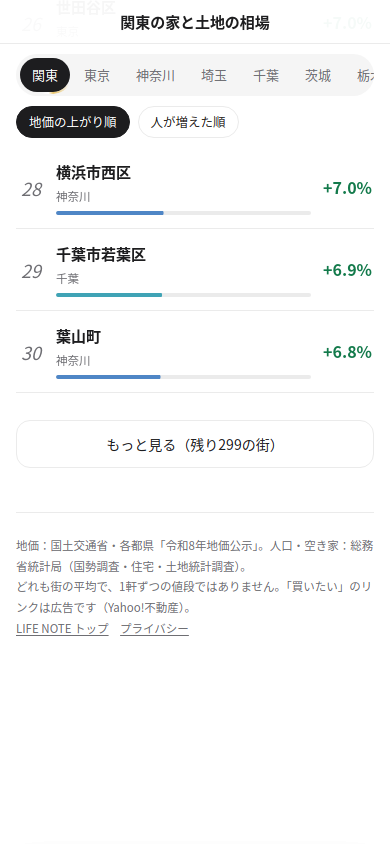 世田谷区
26
+7.0%
関東の家と土地の相場
関東 東京 神奈川 埼玉 千葉 茨城
地価の上がり順 人が増えた順
28 横浜市西区 +7.0%
神奈川
29 千葉市若葉区 +6.9%
千葉
30 葉山町 +6.8%
神奈川
もっと見る（残り299の街）
地価：国土交通省・各都県「令和8年地価公示」。人口・空き家：総務
省統計局（国勢調査・住宅・土地統計調査）。
どれも街の平均で、1軒ずつの値段ではありません。「買いたい」のリ
ンクは広告です（Yahoo!不動産）。
LIFE NOTE トップ プライバシー